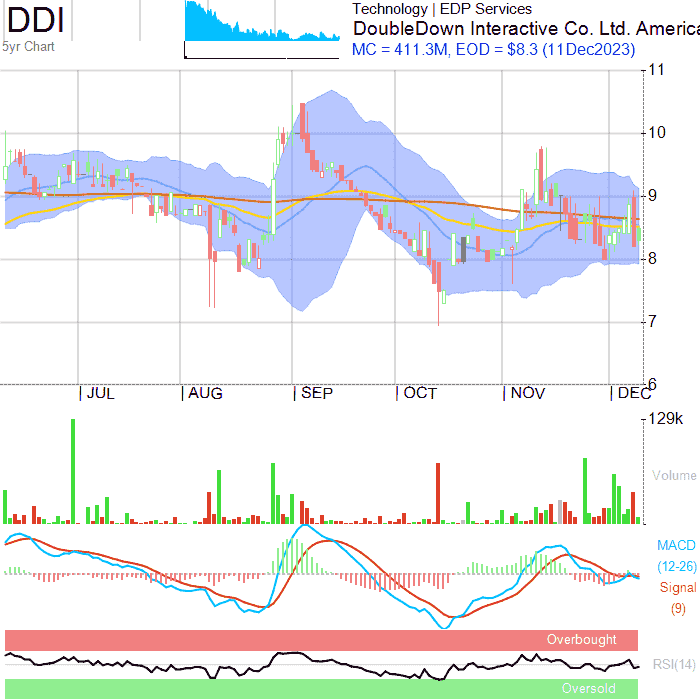 DDI
5yr Chart
Technology | EDP Services
DoubleDown Interactive Co. Ltd. America
MC = 411.3M, EOD = $8.3 (11Dec2023)
11
10
9
8
7
6
JUL
AUG
SEP
OCT
NOV
DEC
129k
Volume
MACD
(12-26)
Signal
(9)
Overbought
RSI(14)
Oversold